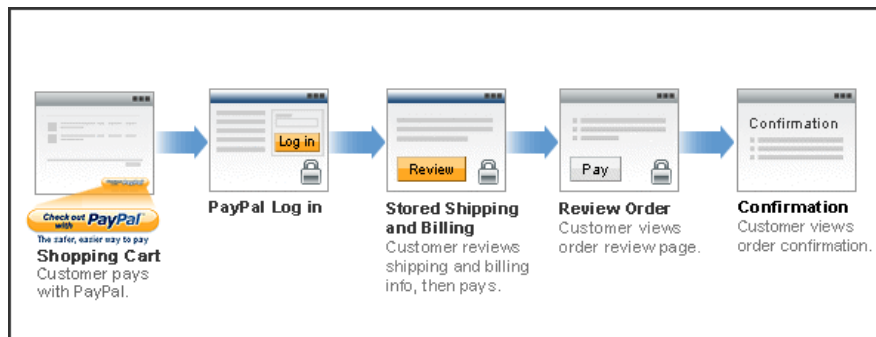 Log in
Review
Pay
Confirmation
Check out with PayPal
The safer, easier way to pay
Shopping Cart
Customer pays
with PayPal.
PayPal Log in
Stored Shipping
and Billing
Customer reviews
shipping and billing
info, then pays.
Review Order
Customer views
order review page.
Confirmation
Customer views
order confirmation.